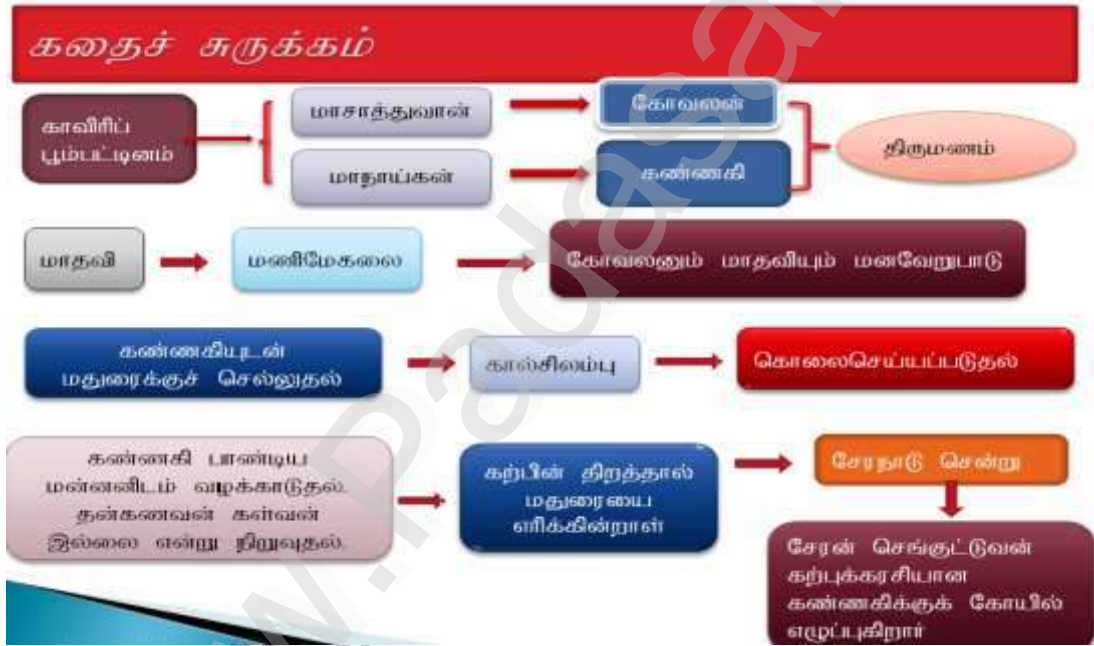 கதைச் சுருக்கம்
காவிரிப்
பூம்பட்டினம்
மாசாத்துவான்
கோவலன்
மாநாய்கன்
கண்ணகி
திருமணம்
மாதவி
மணிமேகலை
கோவலனும் மாதவியும் மனவேறுபாடு
கண்ணகியுடன்
மதுரைக்குச் செல்லுதல்
கால்சிலம்பு
கொலைசெய்யப்படுதல்
கண்ணகி பாண்டிய
மன்னனிடம் வழக்காடுதல்.
தன்கணவன் கள்வன்
இல்லை என்று நிறுவுதல்.
கற்பின் திறத்தால்
மதுரையை
எரிக்கின்றாள்
சேரநாடு சென்று
சேரன் செங்குட்டுவன்
கற்புக்கரசியான
கண்ணகிக்குக் கோயில்
எழுப்புகிறார்